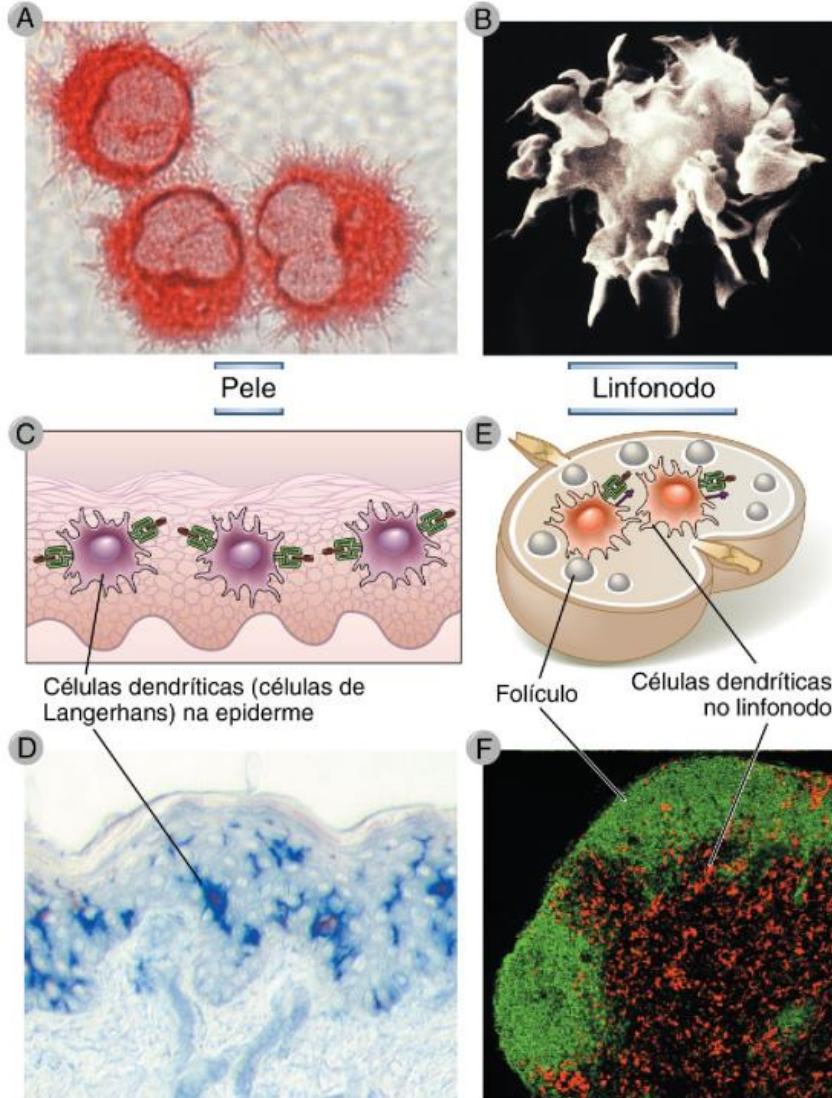 A
B
Pele
Linfonodo
C
E
Células dendríticas (células de
Langerhans) na epiderme
Folículo
Células dendríticas
no linfonodo
D
F